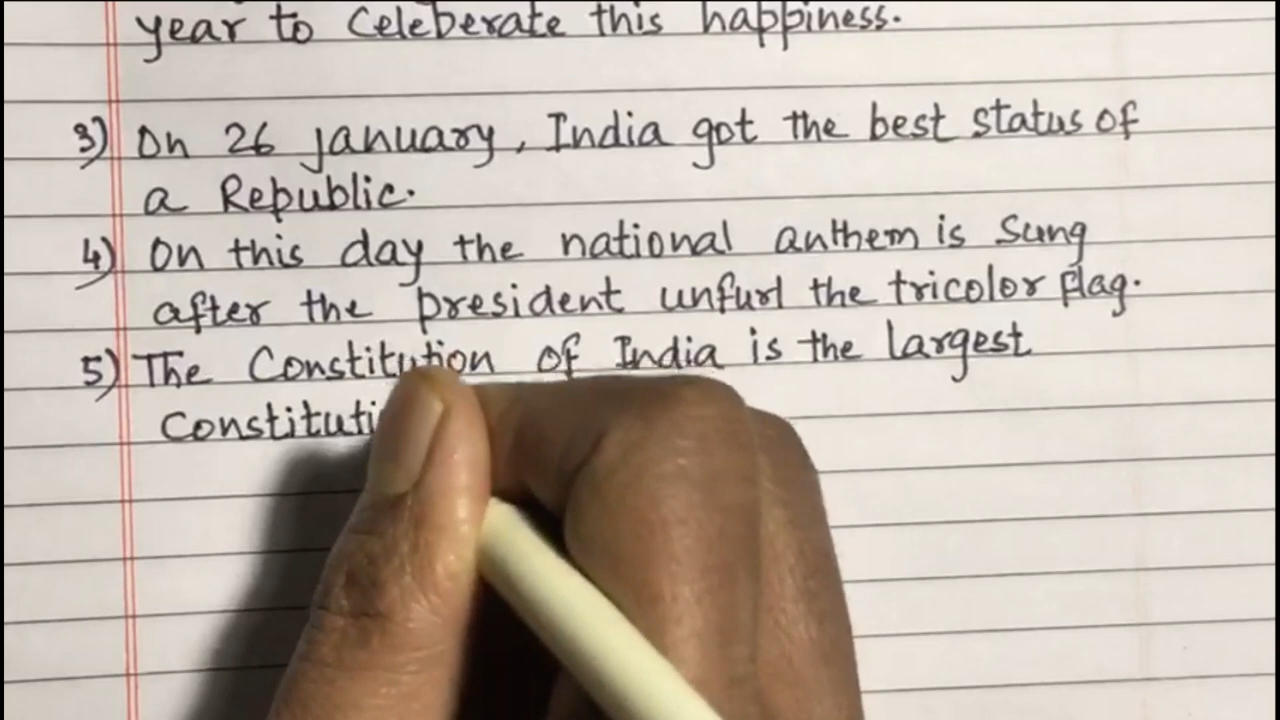 year to Celeberate this happiness.
3) On 26 january, India got the best status of
a Republic.
4) On this day the national anthem is Sung
after the president unfurl the tricolor flag.
5) The Constitution of India is the largest
Constituti